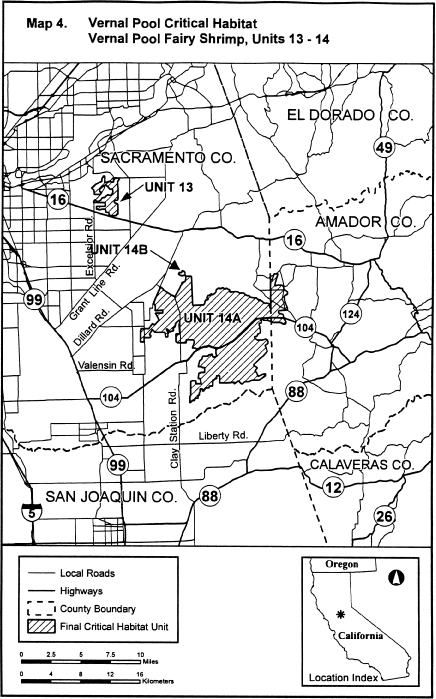 Map 4. Vernal Pool Critical Habitat
Vernal Pool Fairy Shrimp, Units 13 - 14
EL DORADO CO.
49
SACRAMENTO CO.
UNIT 13
16
AMADOR CO.
Excelsior Rd.
UNIT 14B
16
Grant Line Rd.
99
Dillard Rd.
UNIT 14A
104
124
Valensin Rd.
104
88
Clay Station Rd.
Liberty Rd.
99
CALAVERAS CO.
SAN JOAQUIN CO.
88
12
5
26
Local Roads
Highways
County Boundary
Final Critical Habitat Unit
0 2.5 5 7.5 10
Miles
0 4 8 12 16
Kilometers
Oregon
N
California
Location Index